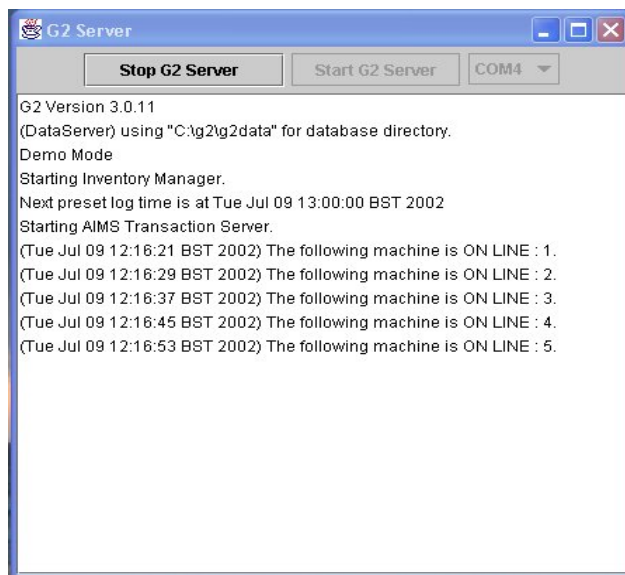 G2 Server
Stop G2 Server Start G2 Server COM4
G2 Version 3.0.11
(DataServer) using "C:\g2\g2data" for database directory.
Demo Mode
Starting Inventory Manager.
Next preset log time is at Tue Jul 09 13:00:00 BST 2002
Starting AIMS Transaction Server.
(Tue Jul 09 12:16:21 BST 2002) The following machine is ON LINE : 1.
(Tue Jul 09 12:16:29 BST 2002) The following machine is ON LINE : 2.
(Tue Jul 09 12:16:37 BST 2002) The following machine is ON LINE : 3.
(Tue Jul 09 12:16:45 BST 2002) The following machine is ON LINE : 4.
(Tue Jul 09 12:16:53 BST 2002) The following machine is ON LINE : 5.